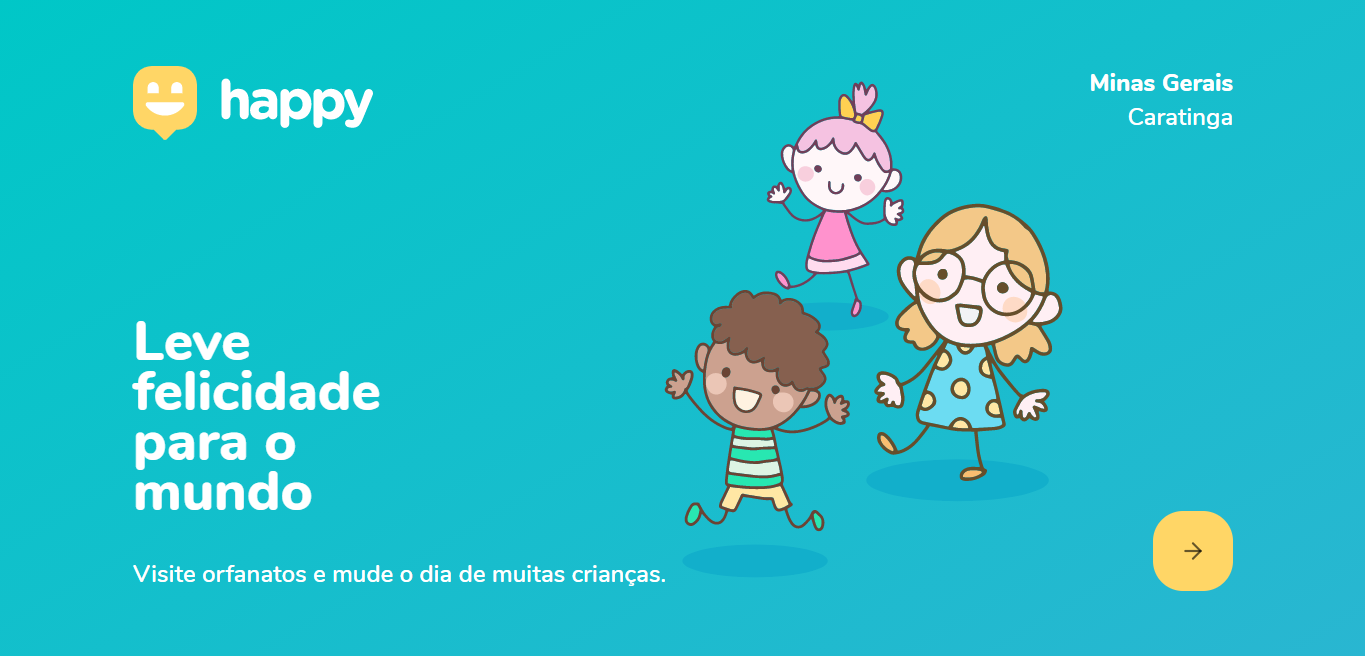 happy
Minas Gerais
Caratinga
Leve
felicidade
para o
mundo
Visite orfanatos e mude o dia de muitas crianças.